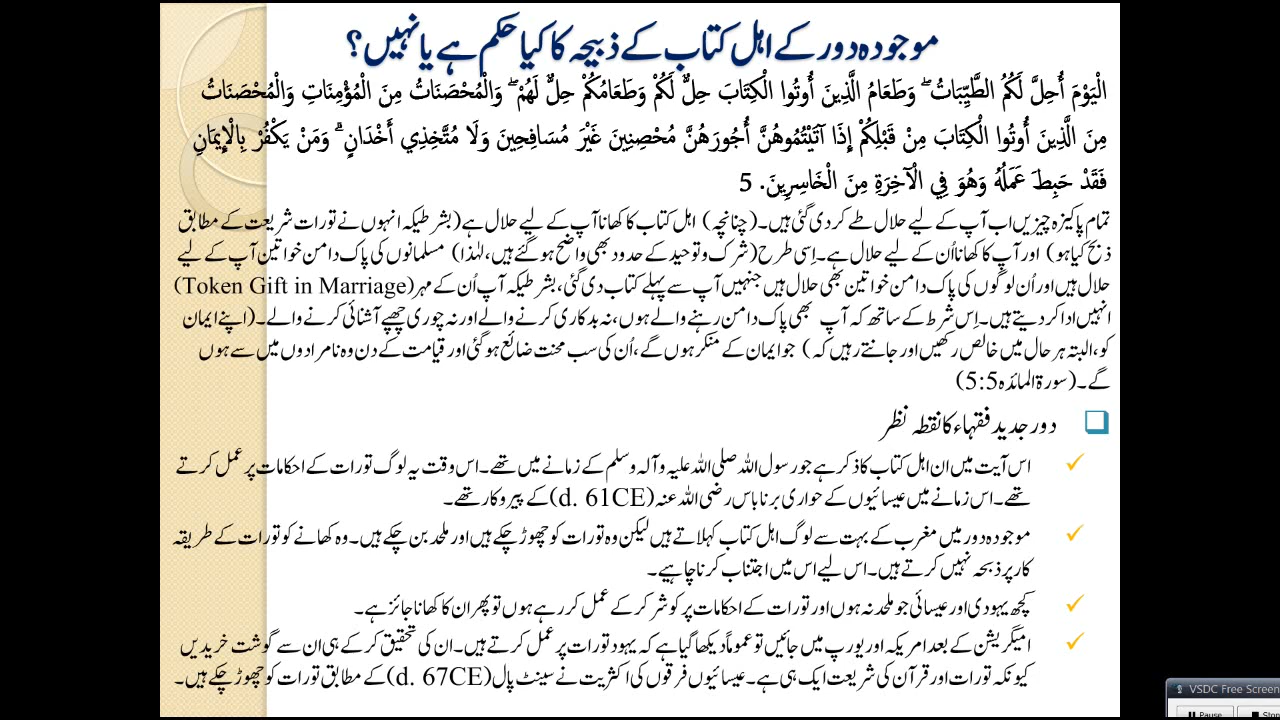 موجودہ دور کے اہل کتاب کے ذبیحہ کا کیا حکم ہے یا نہیں؟
الْيَوْمَ أُحِلَّ لَكُمُ الطَّيِّبَاتُ ۖ وَطَعَامُ الَّذِينَ أُوتُوا الْكِتَابَ حِلٌّ لَكُمْ وَطَعَامُكُمْ حِلٌّ لَهُمْ ۖ وَالْمُحْصَنَاتُ مِنَ الْمُؤْمِنَاتِ وَالْمُحْصَنَاتُ
مِنَ الَّذِينَ أُوتُوا الْكِتَابَ مِنْ قَبْلِكُمْ إِذَا آتَيْتُمُوهُنَّ أُجُورَهُنَّ مُحْصِنِينَ غَيْرَ مُسَافِحِينَ وَلَا مُتَّخِذِي أَخْدَانٍ ۗ وَمَنْ يَكْفُرْ بِالْإِيمَانِ
فَقَدْ حَبِطَ عَمَلُهُ وَهُوَ فِي الْآخِرَةِ مِنَ الْخَاسِرِينَ. 5
تمام پاکیزہ چیزیں اب آپ کے لیے حلال طے کر دی گئی ہیں۔ (چنانچہ) اہل کتاب کا کھانا آپ کے لیے حلال ہے (بشرطیکہ انہوں نے تورات شریعت کے مطابق
ذبح کیا ہو) اور آپ کا کھانا اُن کے لیے حلال ہے۔ اِسی طرح (شرک و توحید کے حدود بھی واضح ہو گئے ہیں، لہٰذا) مسلمانوں کی پاک دامن خواتین آپ کے لیے
حلال ہیں اور اُن لوگوں کی پاک دامن خواتین بھی حلال ہیں جنہیں آپ سے پہلے کتاب دی گئی، بشرطیکہ آپ اُن کے مہر (Token Gift in Marriage)
انہیں ادا کر دیتے ہیں۔ اِس شرط کے ساتھ کہ آپ بھی پاک دامن رہنے والے ہوں، نہ بدکاری کرنے والے اور نہ چوری چھپے آشنائی کرنے والے۔ (اپنے ایمان
کو، البتہ ہر حال میں خالص رکھیں اور جانتے رہیں کہ) جو ایمان کے منکر ہوں گے، اُن کی سب محنت ضائع ہو گئی اور قیامت کے دن وہ نامرادوں میں سے ہوں
گے۔ (سورۃ المائدہ 5:5)
دور جدید فقہاء کا نقطہ نظر
اس آیت میں ان اہل کتاب کا ذکر ہے جو رسول اللہ صلی اللہ علیہ وآلہ وسلم کے زمانے میں تھے۔ اس وقت یہ لوگ تورات کے احکامات پر عمل کرتے
تھے۔ اس زمانے میں عیسائیوں کے حواری برناباس رضی اللہ عنہ (d. 61CE) کے پیروکار تھے۔
موجودہ دور میں مغرب کے بہت سے لوگ اہل کتاب کہلاتے ہیں لیکن وہ تورات کو چھوڑ چکے ہیں اور ملحد بن چکے ہیں۔ وہ کھانے کو تورات کے طریقہ
کار پر ذبحہ نہیں کرتے ہیں۔ اس لیے اس میں اجتناب کرنا چاہیے۔
کچھ یہودی اور عیسائی جو ملحد نہ ہوں اور تورات کے احکامات پر کوشر کر کے عمل کر رہے ہوں تو پھر ان کا کھانا جائز ہے۔
امیگریشن کے بعد امریکہ اور یورپ میں جائیں تو عموماً دیکھا گیا ہے کہ یہود تورات پر عمل کرتے ہیں۔ ان کی تحقیق کر کے ہی ان سے گوشت خریدیں
کیونکہ تورات اور قرآن کی شریعت ایک ہی ہے۔ عیسائیوں فرقوں کی اکثریت نے سینٹ پال (d. 67CE) کے مطابق تورات کو چھوڑ چکے ہیں۔
VSDC Free Screen
Pause